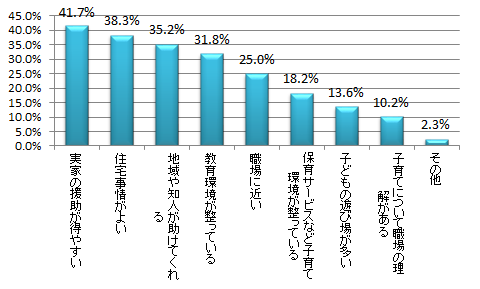 45.0%
40.0%
35.0%
30.0%
25.0%
20.0%
15.0%
10.0%
5.0%
0.0%
41.7%
38.3%
35.2%
31.8%
25.0%
18.2%
13.6%
10.2%
2.3%
実家の援助が得やすい
住宅事情がよい
地域や知人が助けてくれ
る
教育環境が整っている
職場に近い
保育サービスなど子育て
環境が整っている
子どもの遊び場が多い
子育てについて職場の理
解がある
その他